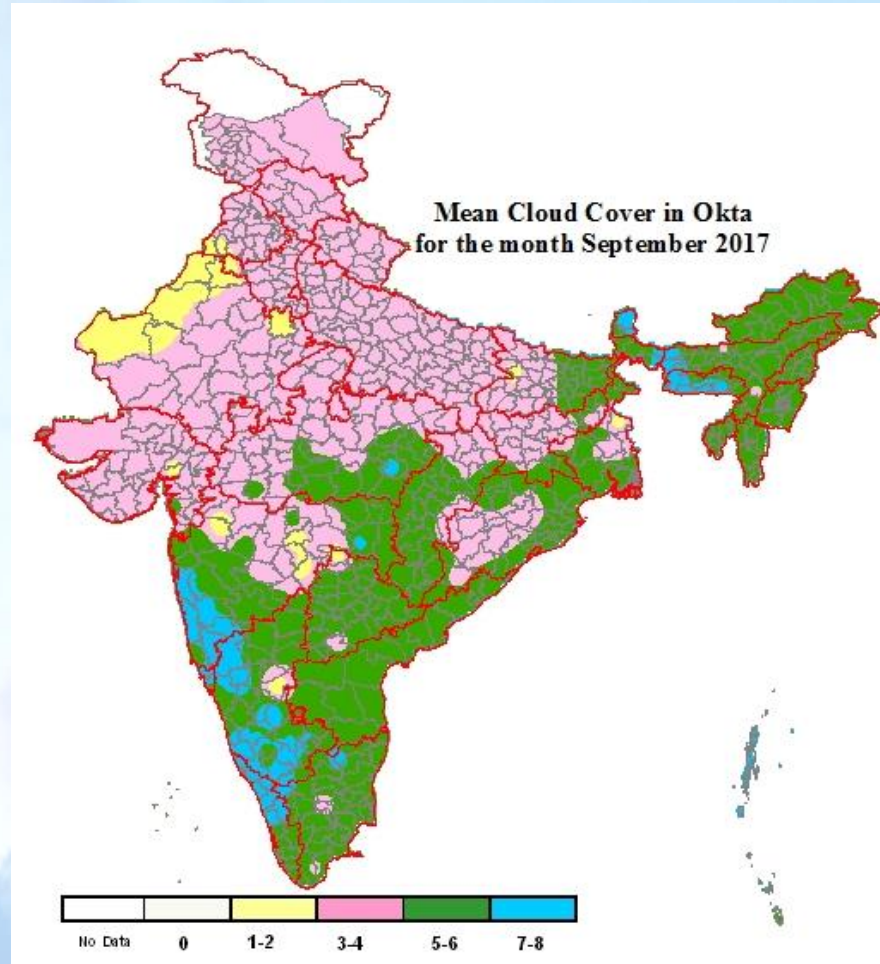 Mean Cloud Cover in Okta
for the month September 2017
No Data 0 1-2 3-4 5-6 7-8